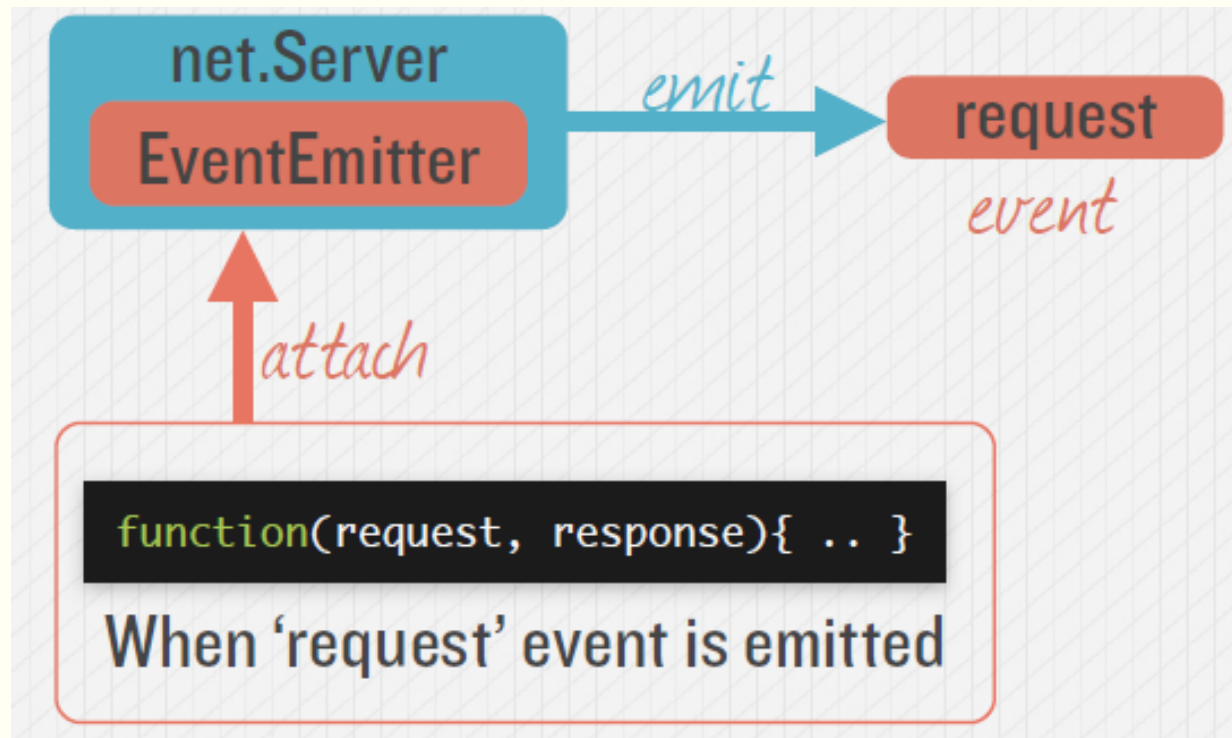 net.Server
EventEmitter
emit
request
event
attach
function(request, response){ .. }
When ‘request’ event is emitted